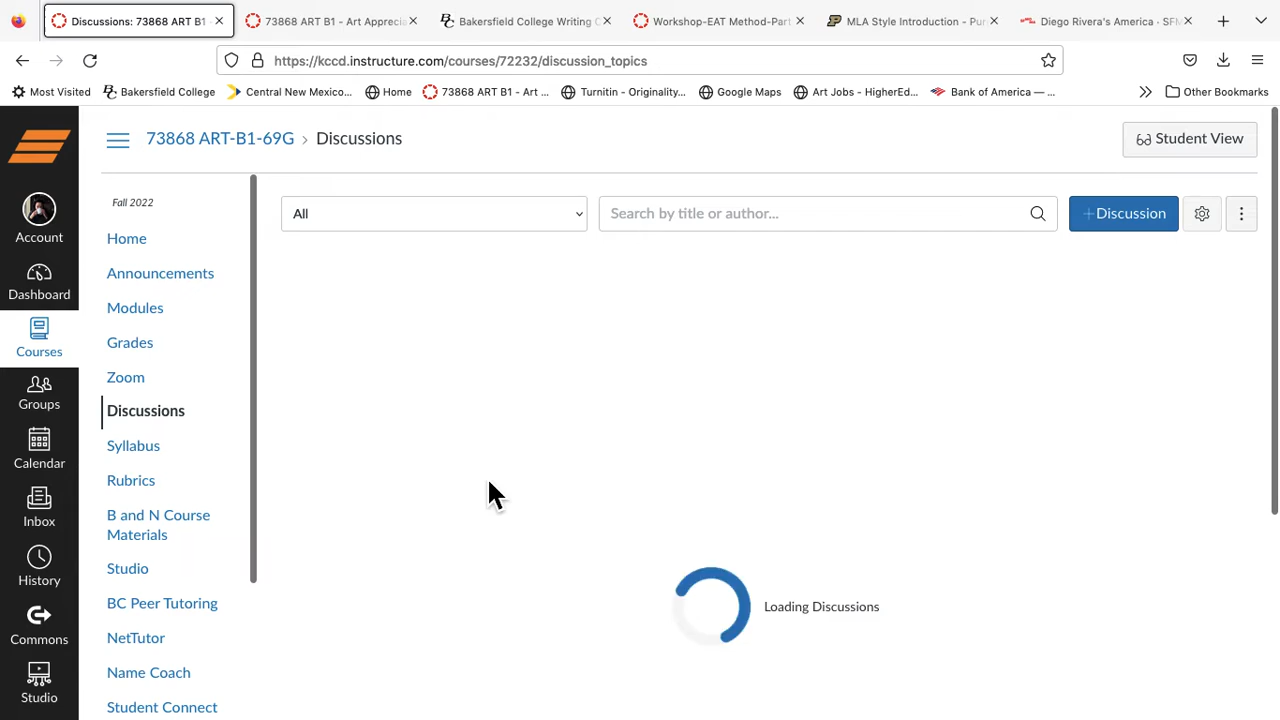 Discussions: 73868 ART B1
73868 ART B1 - Art Apprecia
Bakersfield College Writing C
Workshop-EAT Method-Part
MLA Style Introduction - Pur
Diego Rivera's America - SFM
https://kccd.instructure.com/courses/72232/discussion_topics
Most Visited
Bakersfield College
Central New Mexico...
Home
73868 ART B1 - Art ...
Turnitin - Originality...
Google Maps
Art Jobs - HigherEd...
Bank of America — ...
Other Bookmarks
73868 ART-B1-69G › Discussions
Student View
Account
Dashboard
Courses
Groups
Calendar
Inbox
History
Commons
Studio
Fall 2022
Home
Announcements
Modules
Grades
Zoom
Discussions
Syllabus
Rubrics
B and N Course
Materials
Studio
BC Peer Tutoring
NetTutor
Name Coach
Student Connect
All
Search by title or author...
+Discussion
Loading Discussions